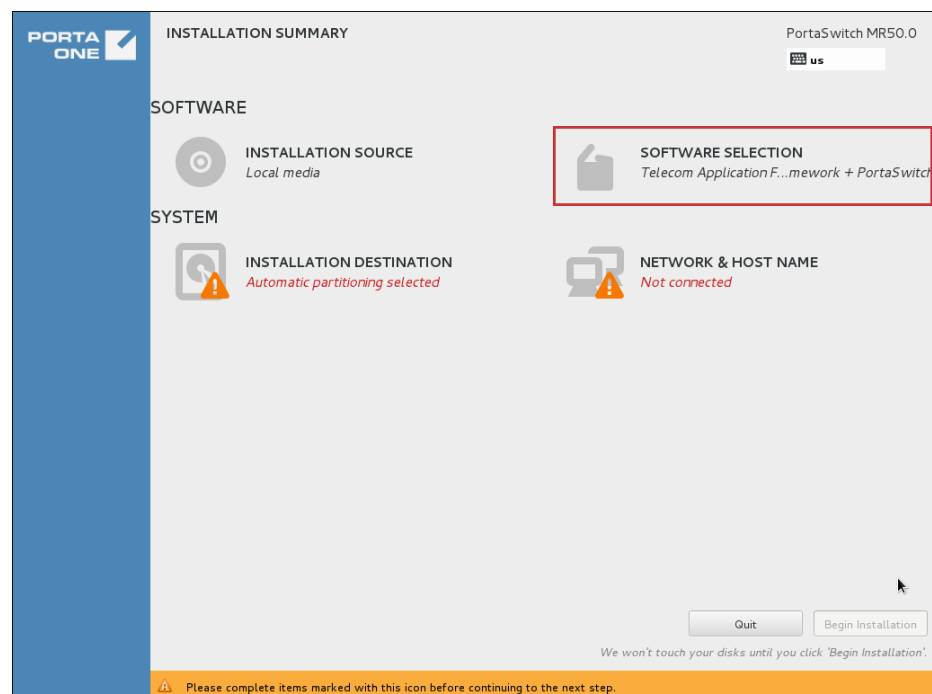 PORTA ONE
INSTALLATION SUMMARY
PortaSwitch MR50.0
us
SOFTWARE
INSTALLATION SOURCE
Local media
SOFTWARE SELECTION
Telecom Application F...mework + PortaSwitch
SYSTEM
INSTALLATION DESTINATION
Automatic partitioning selected
NETWORK & HOST NAME
Not connected
Quit
Begin Installation
We won't touch your disks until you click 'Begin Installation'.
Please complete items marked with this icon before continuing to the next step.